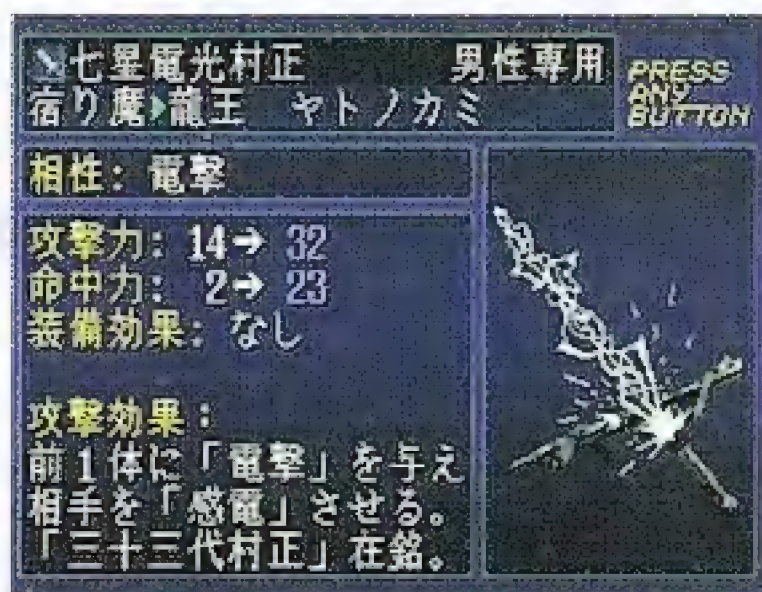 七星電光村正 男性専用
宿り魔▶龍王 ヤトノカミ
PRESS
ANY
BUTTON
相性：電撃
攻撃力：14→ 32
命中力： 2→ 23
装備効果：なし
攻撃効果：
前1体に「電撃」を与え
相手を「感電」させる。
「三十三代村正」在銘。